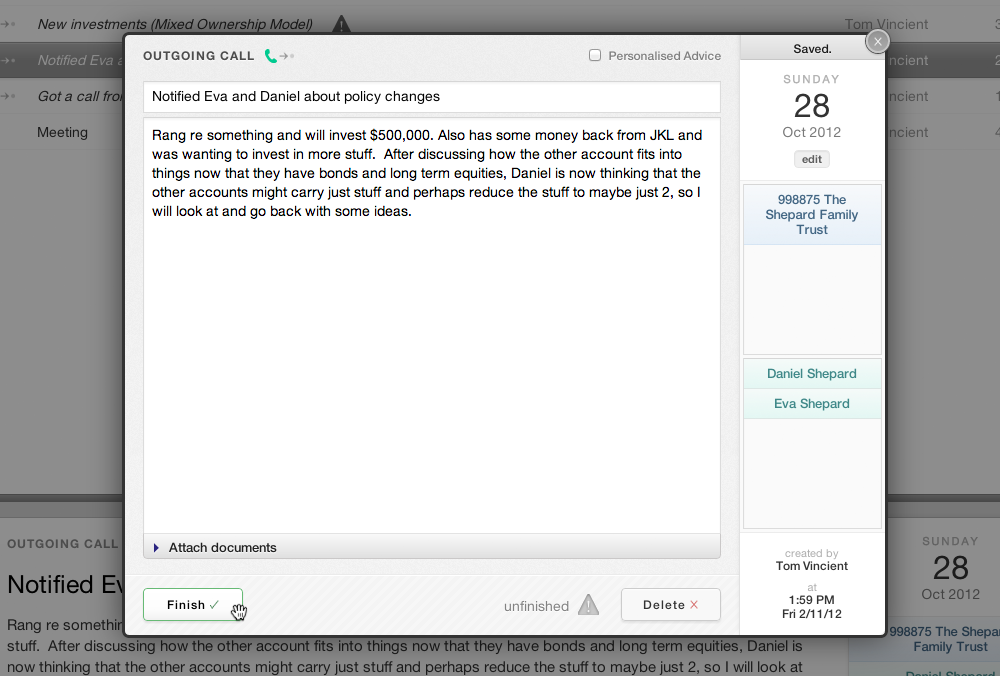 New investments (Mixed Ownership Model)
Tom Vincient
Notified Eva
Got a call from
Meeting
OUTGOING CALL
Personalised Advice
Notified Eva and Daniel about policy changes
Rang re something and will invest $500,000. Also has some money back from JKL and
was wanting to invest in more stuff.  After discussing how the other account fits into
things now that they have bonds and long term equities, Daniel is now thinking that the
other accounts might carry just stuff and perhaps reduce the stuff to maybe just 2, so I
will look at and go back with some ideas.
Attach documents
Finish
unfinished
Delete
Saved.
SUNDAY
28
Oct 2012
edit
998875 The
Shepard Family
Trust
Daniel Shepard
Eva Shepard
created by
Tom Vincient
at
1:59 PM
Fri 2/11/12
OUTGOING CALL
Notified Ev
Rang re somethin
stuff.  After discussing how the other account fits into things now that they have bonds and long term equities, Daniel is
now thinking that the other accounts might carry just stuff and perhaps reduce the stuff to maybe just 2, so I will look at
SUNDAY
28
Oct 2012
998875 The Shepa
Family Trust
Daniel Shepard